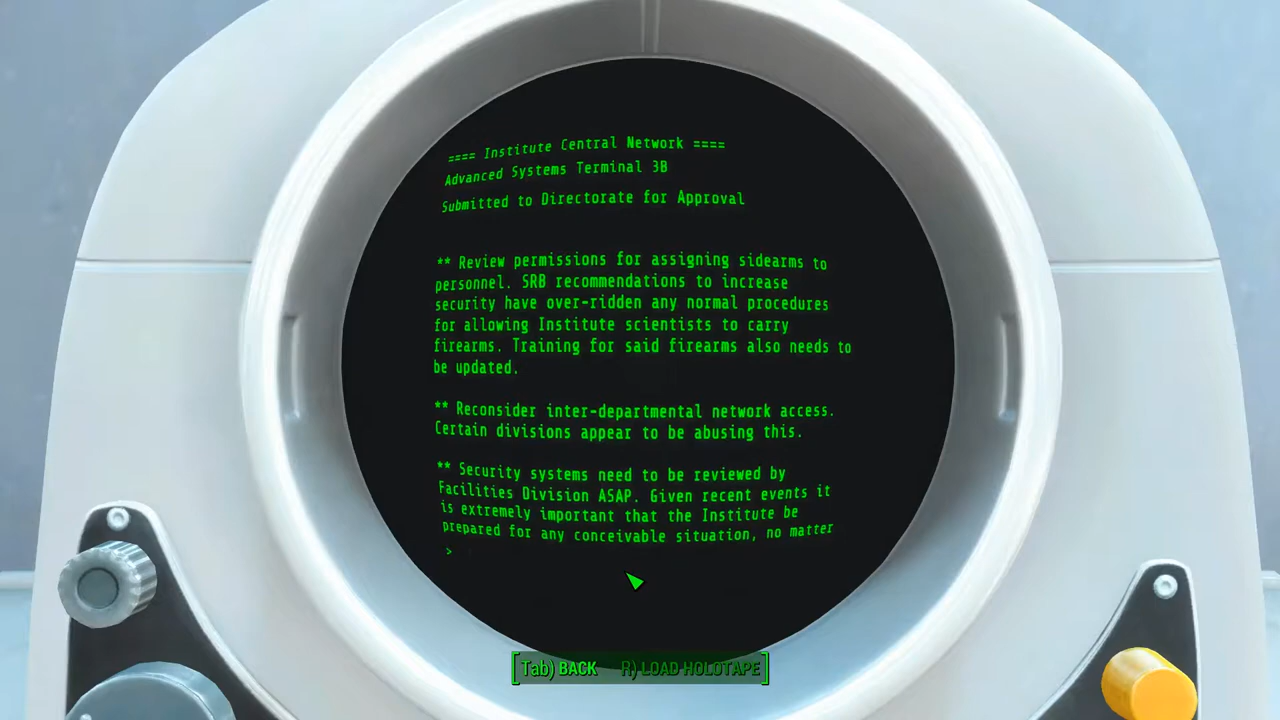 ==== Institute Central Network ====
Advanced Systems Terminal 3B
Submitted to Directorate for Approval
** Review permissions for assigning sidearms to
personnel. SRB recommendations to increase
security have over-ridden any normal procedures
for allowing Institute scientists to carry
firearms. Training for said firearms also needs to
be updated.
** Reconsider inter-departmental network access.
Certain divisions appear to be abusing this.
** Security systems need to be reviewed by
Facilities Division ASAP. Given recent events it
is extremely important that the Institute be
prepared for any conceivable situation, no matter
>
Tab) BACK R) LOAD HOLOTAPE